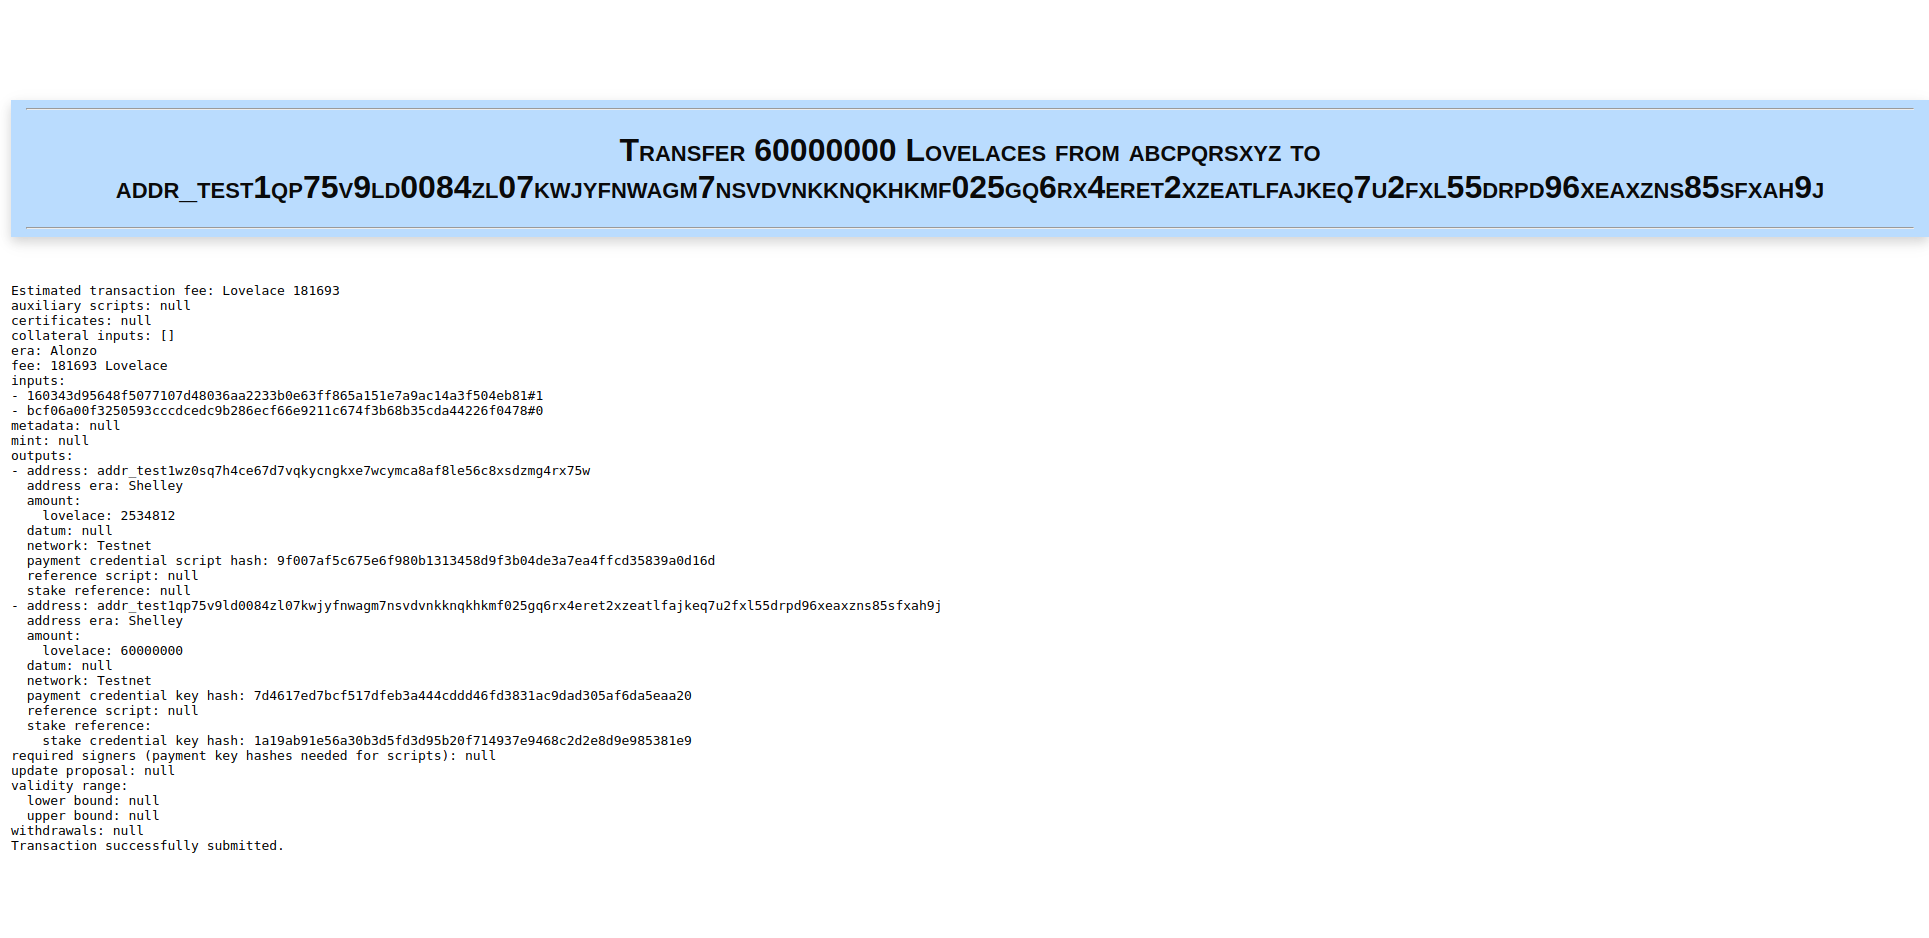 Transfer 60000000 Lovelaces from abcpqrsxyz to
addr_test1qp75v9ld0084zl07kwjyfnwagm7nsvdvnkknqkhkmf025gq6rx4eret2xzeatlfajkeq7u2fxl55drpd96xeaxzns85sfxah9j
Estimated transaction fee: Lovelace 181693
auxiliary scripts: null
certificates: null
collateral inputs: []
era: Alonzo
fee: 181693 Lovelace
inputs:
- 160343d95648f5077107d48036aa2233b0e63ff865a151e7a9ac14a3f504eb81#1
- bcf06a00f3250593cccdcedc9b286ecf66e9211c674f3b68b35cda44226f0478#0
metadata: null
mint: null
outputs:
- address: addr_test1wz0sq7h4ce67d7vqkycngkxe7wcymca8af8le56c8xsdzmg4rx75w
  address era: Shelley
  amount:
    lovelace: 2534812
  datum: null
  network: Testnet
  payment credential script hash: 9f007af5c675e6f980b1313458d9f3b04de3a7ea4ffcd35839a0d16d
  reference script: null
  stake reference: null
- address: addr_test1qp75v9ld0084zl07kwjyfnwagm7nsvdvnkknqkhkmf025gq6rx4eret2xzeatlfajkeq7u2fxl55drpd96xeaxzns85sfxah9j
  address era: Shelley
  amount:
    lovelace: 60000000
  datum: null
  network: Testnet
  payment credential key hash: 7d4617ed7bcf517dfeb3a444cddd46fd3831ac9dad305af6da5eaa20
  reference script: null
  stake reference:
    stake credential key hash: 1a19ab91e56a30b3d5fd3d95b20f714937e9468c2d2e8d9e985381e9
required signers (payment key hashes needed for scripts): null
update proposal: null
validity range:
  lower bound: null
  upper bound: null
withdrawals: null
Transaction successfully submitted.